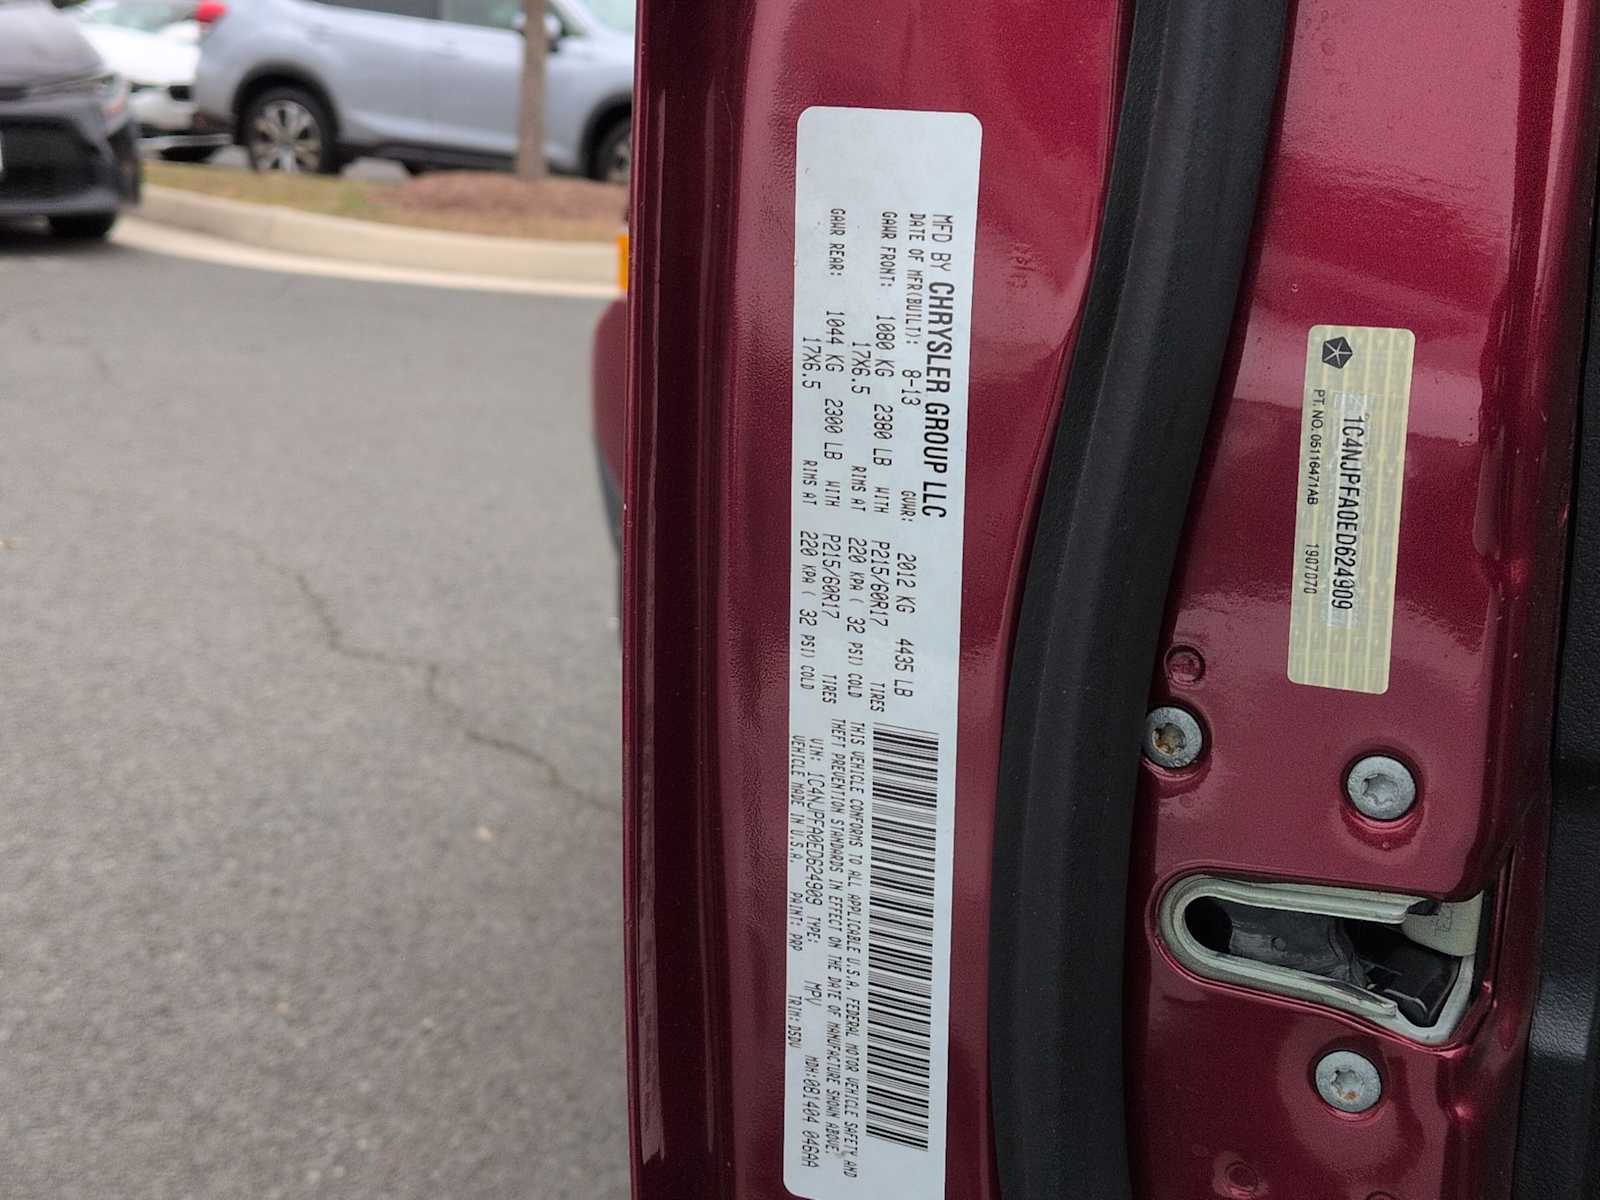 MFD BY CHRYSLER GROUP LLC
DATE OF MFR(BUILT): 8-13 GVWR: 2012 KG 4435 LB
GAWR FRONT: 1080 KG 2380 LB WITH P215/60R17 TIRES
17X6.5 RIMS AT 220 KPA ( 32 PSI) COLD
GAWR REAR: 1044 KG 2300 LB WITH P215/60R17 TIRES
17X6.5 RIMS AT 220 KPA ( 32 PSI) COLD
THIS VEHICLE CONFORMS TO ALL APPLICABLE U.S.A. FEDERAL MOTOR VEHICLE SAFETY AND
THEFT PREVENTION STANDARDS IN EFFECT ON THE DATE OF MANUFACTURE SHOWN ABOVE.
VIN: 1C4NJPFA0ED624909 TYPE: MPV MDH:081404 046AA
VEHICLE MADE IN U.S.A. PAINT: PRP TRIM: DSDV
1C4NJPFA0ED624909
PT. NO. 05116471AB 1907070